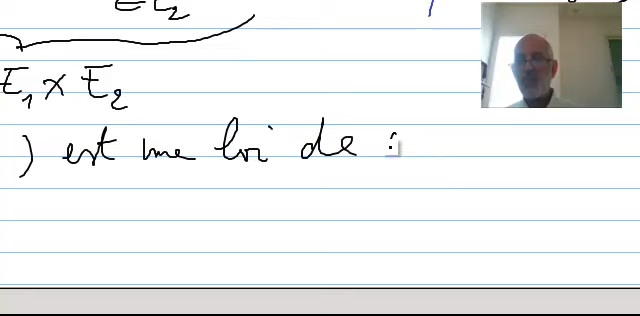 ∈ E₂
E₁ × E₂
) est une loi de :